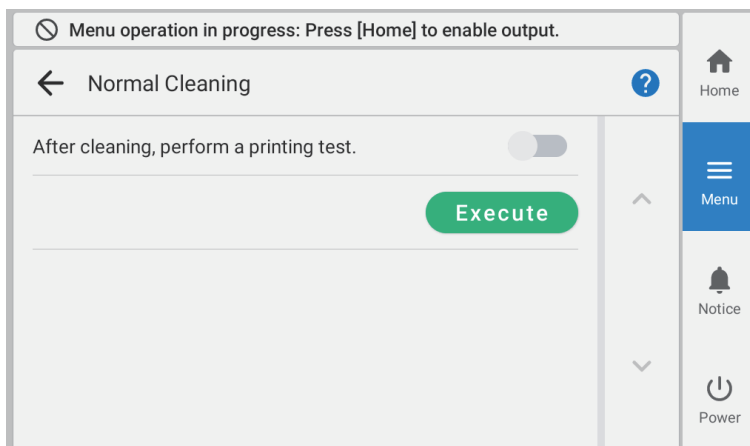 Menu operation in progress: Press [Home] to enable output.
Normal Cleaning
?
After cleaning, perform a printing test.
Execute
Home
Menu
Notice
Power